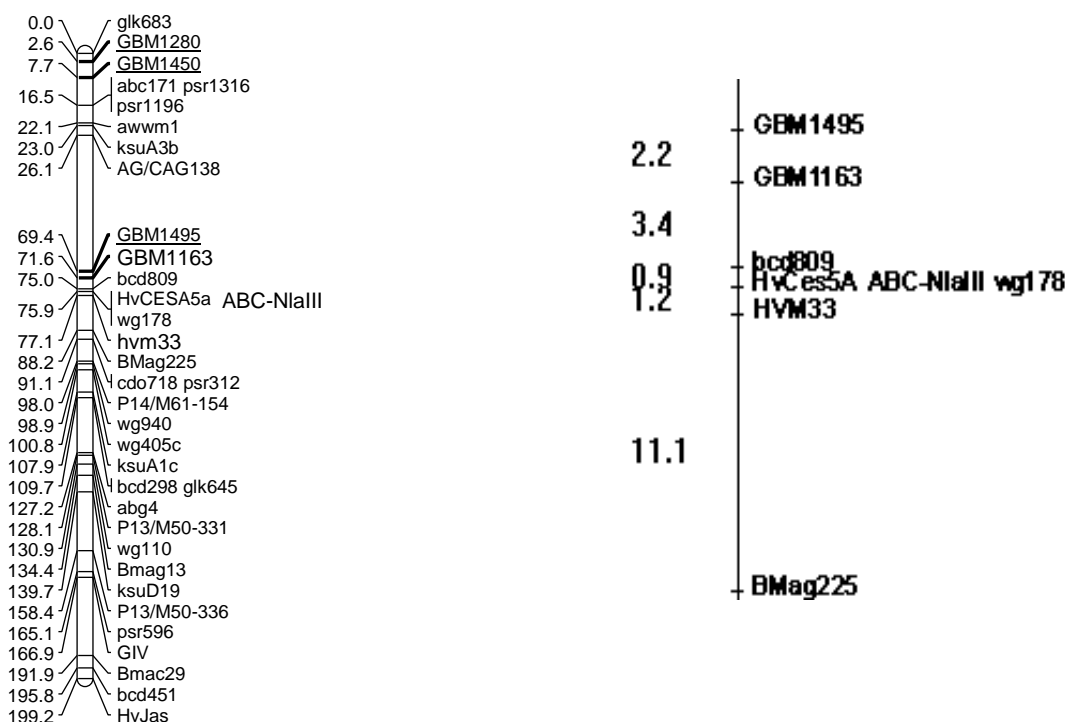 0.0 glk683
2.6 GBM1280
7.7 GBM1450
16.5 abc171 psr1316
psr1196
22.1 awwm1
23.0 ksuA3b
26.1 AG/CAG138
69.4 GBM1495
71.6 GBM1163
75.0 bcd809
75.9 HvCESA5a ABC-NlaIII
wg178
77.1 hvm33
88.2 BMag225
91.1 cdo718 psr312
98.0 P14/M61-154
98.9 wg940
100.8 wg405c
107.9 ksuA1c
109.7 bcd298 glk645
127.2 abg4
128.1 P13/M50-331
130.9 wg110
134.4 Bmag13
139.7 ksuD19
158.4 P13/M50-336
165.1 psr596
166.9 GIV
191.9 Bmac29
195.8 bcd451
199.2 HvJas
GBM1495
2.2
GBM1163
3.4
bcd809
0.9
HvCes5A ABC-NlaIII wg178
1.2
HVM33
11.1
BMag225